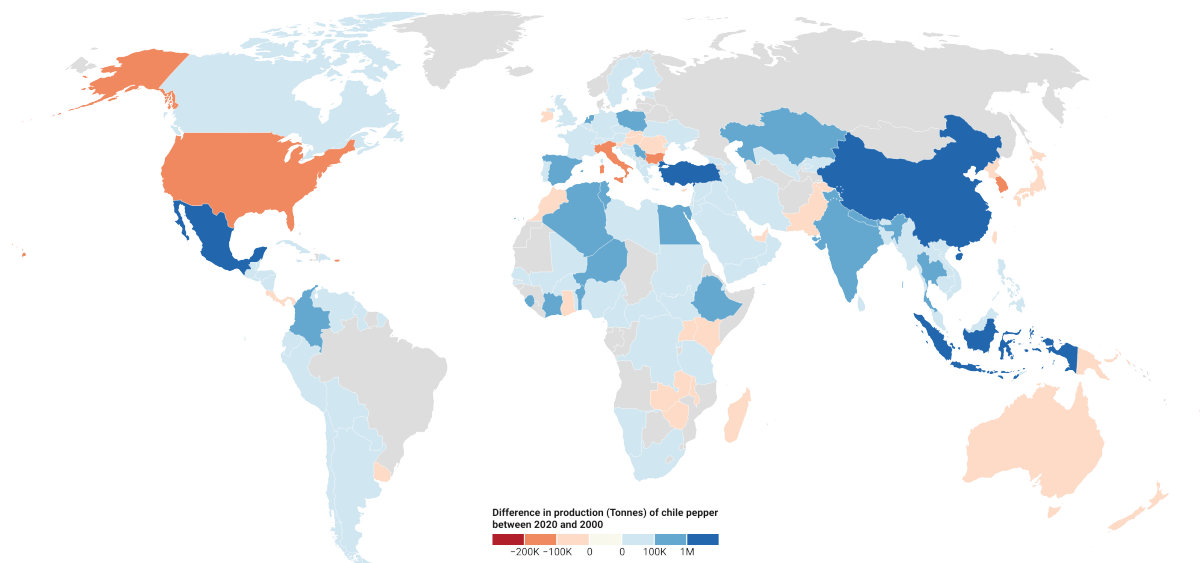 Difference in production (Tonnes) of chile pepper
between 2020 and 2000
−200K −100K 0 0 100K 1M